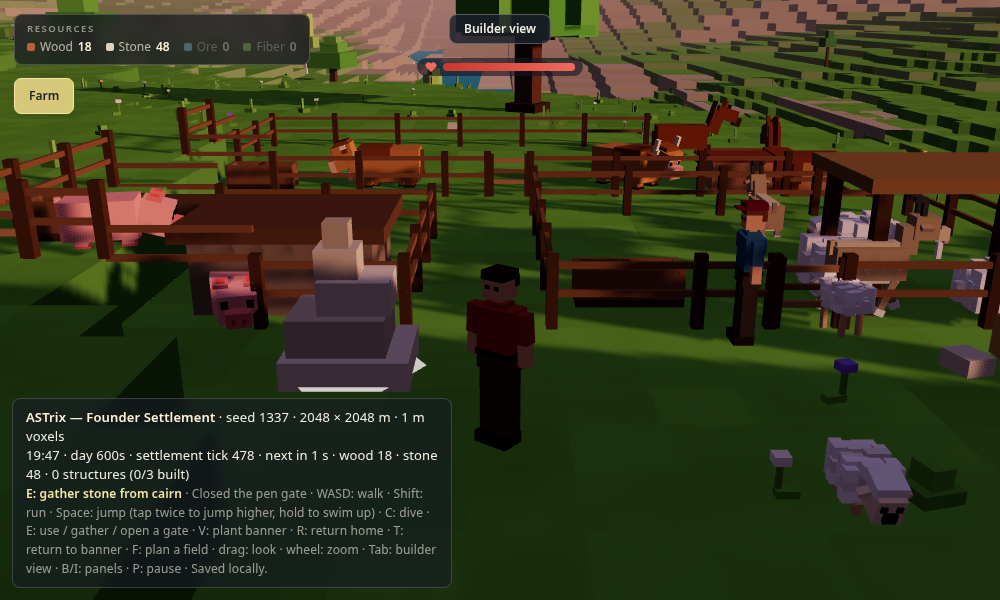 RESOURCES
Wood 18 Stone 48 Ore 0 Fiber 0
Builder view
Farm
ASTrix — Founder Settlement · seed 1337 · 2048 × 2048 m · 1 m
voxels
19:47 · day 600s · settlement tick 478 · next in 1 s · wood 18 · stone
48 · 0 structures (0/3 built)
E: gather stone from cairn · Closed the pen gate · WASD: walk · Shift:
run · Space: jump (tap twice to jump higher, hold to swim up) · C: dive ·
E: use / gather / open a gate · V: plant banner · R: return home · T:
return to banner · F: plan a field · drag: look · wheel: zoom · Tab: builder
view · B/I: panels · P: pause · Saved locally.